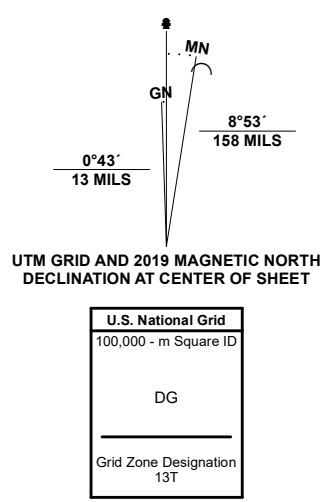 MN
GN
8°53´
158 MILS
0°43´
13 MILS
UTM GRID AND 2019 MAGNETIC NORTH
DECLINATION AT CENTER OF SHEET
U.S. National Grid
100,000 - m Square ID
DG
Grid Zone Designation
13T